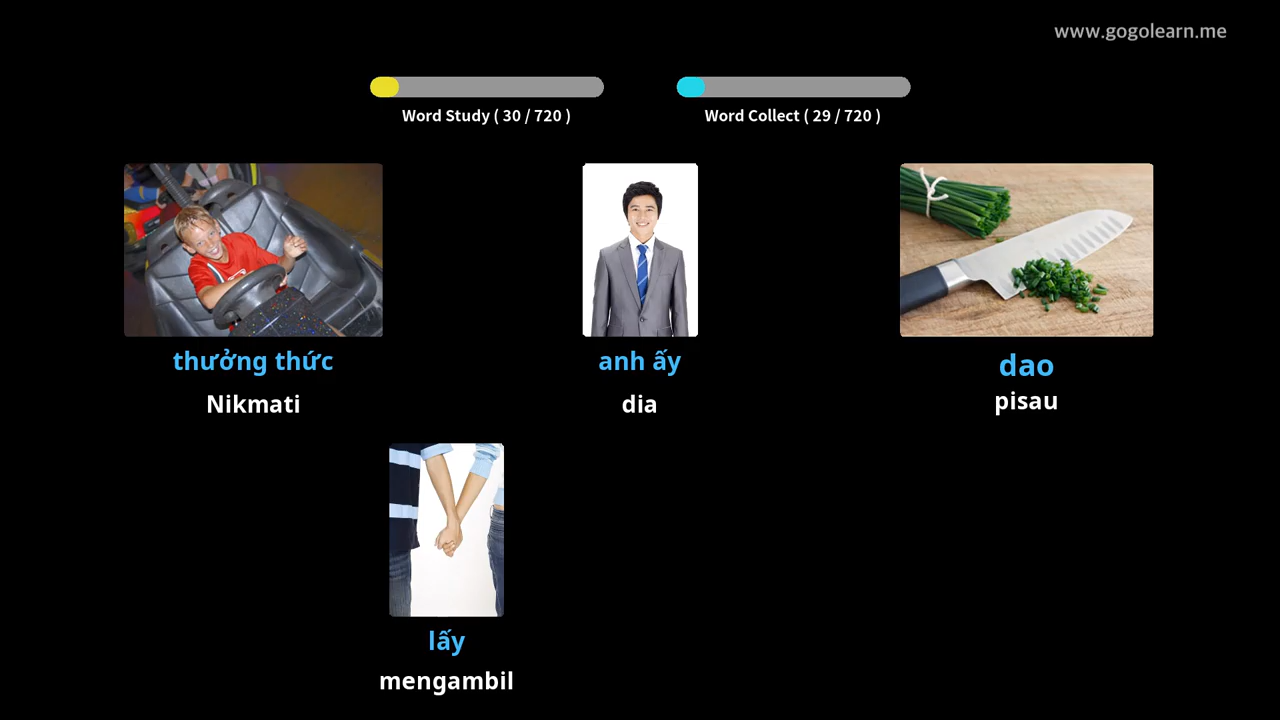 www.gogolearn.me
Word Study ( 30 / 720 )
Word Collect ( 29 / 720 )
thưởng thức
Nikmati
anh ấy
dia
dao
pisau
lấy
mengambil